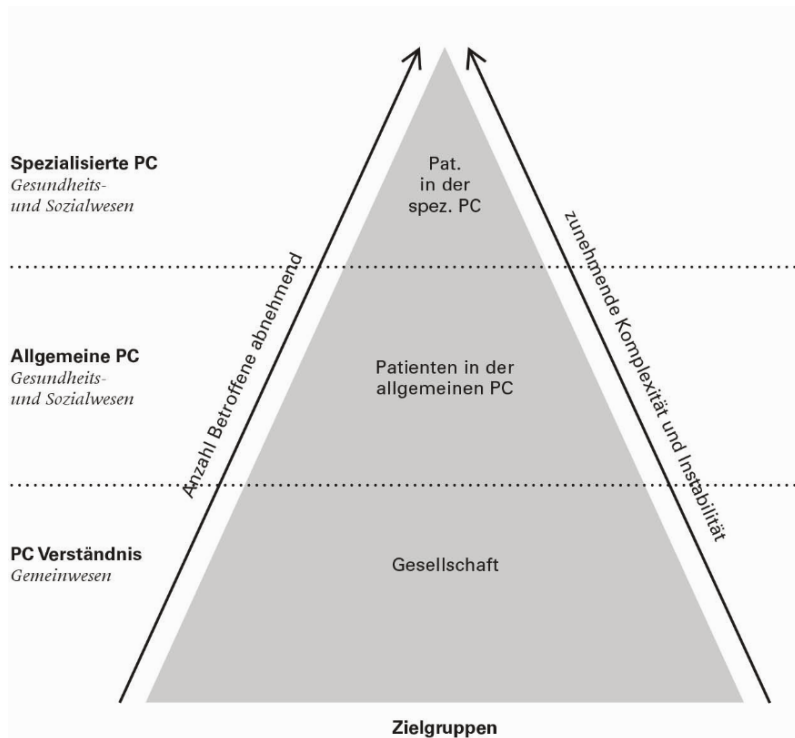 Spezialisierte PC
Gesundheits-
und Sozialwesen
Pat.
in der
spez. PC
Anzahl Betroffene abnehmend
zunehmende Komplexität und Instabilität
Allgemeine PC
Gesundheits-
und Sozialwesen
Patienten in der
allgemeinen PC
PC Verständnis
Gemeinwesen
Gesellschaft
Zielgruppen